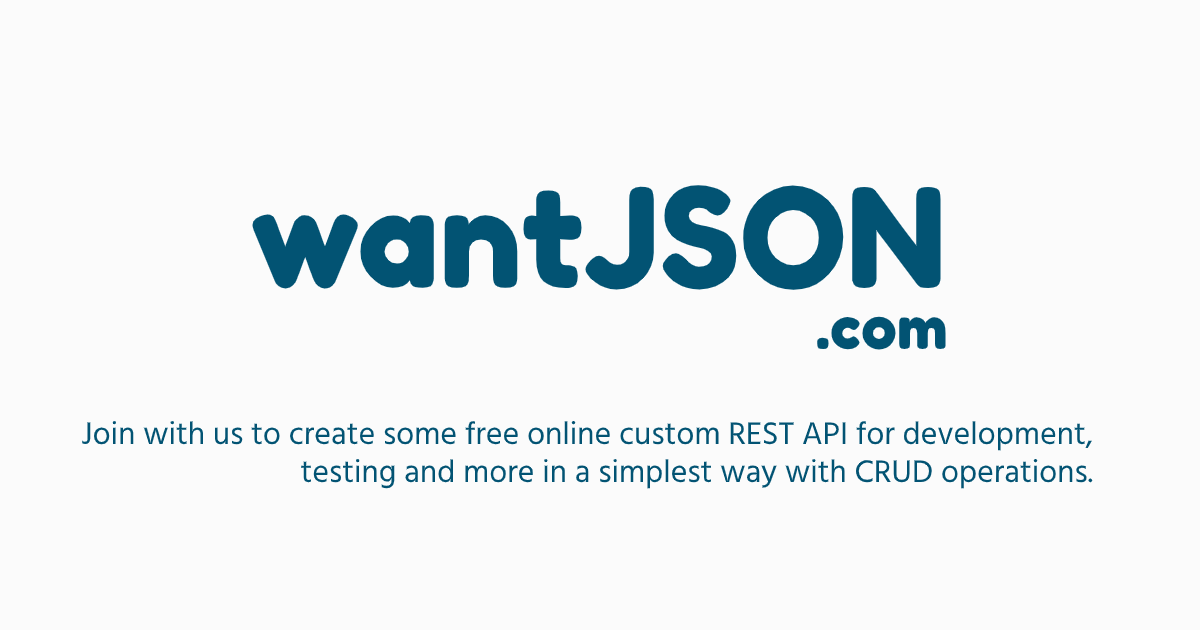 wantJSON
.com
Join with us to create some free online custom REST API for development,
testing and more in a simplest way with CRUD operations.